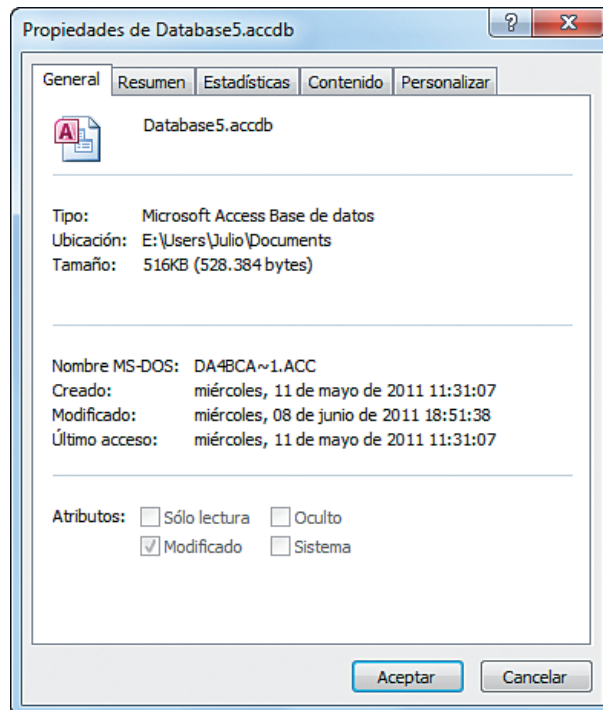 Propiedades de Database5.accdb
General Resumen Estadísticas Contenido Personalizar
Database5.accdb
Tipo: Microsoft Access Base de datos
Ubicación: E:\Users\Julio\Documents
Tamaño: 516KB (528.384 bytes)
Nombre MS-DOS: DA4BCA~1.ACC
Creado: miércoles, 11 de mayo de 2011 11:31:07
Modificado: miércoles, 08 de junio de 2011 18:51:38
Último acceso: miércoles, 11 de mayo de 2011 11:31:07
Atributos: Sólo lectura Oculto
Modificado Sistema
Aceptar Cancelar